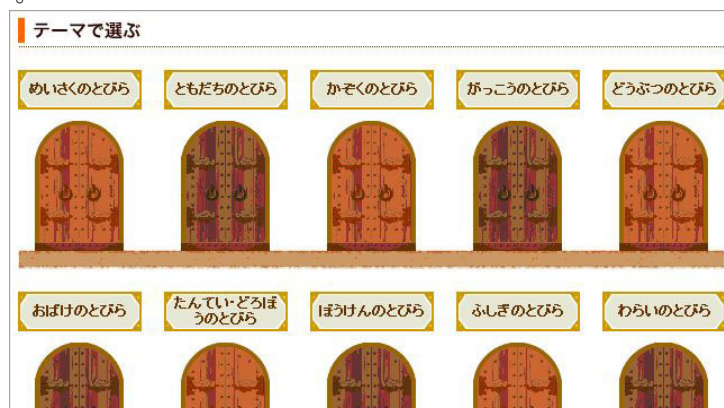 テーマで選ぶ
めいさくのとびら
ともだちのとびら
かぞくのとびら
がっこうのとびら
どうぶつのとびら
おばけのとびら
たんてい・どろぼ
うのとびら
ぼうけんのとびら
ふしぎのとびら
わらいのとびら